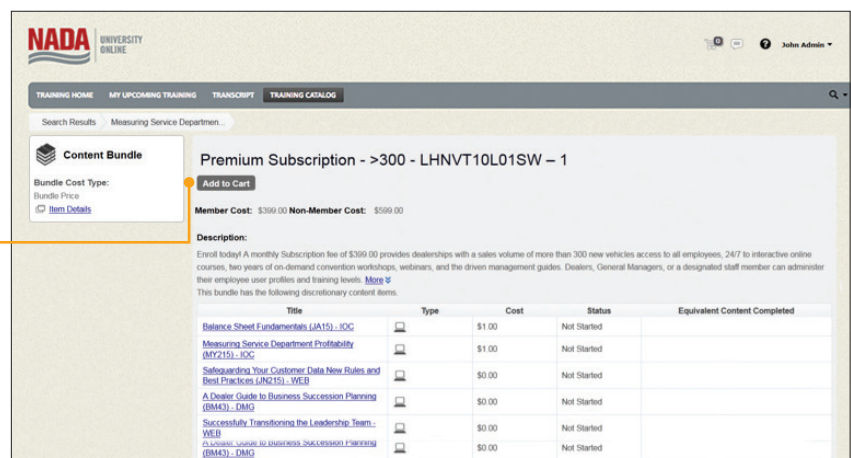 NADA UNIVERSITY
ONLINE
0
John Admin
TRAINING HOME MY UPCOMING TRAINING TRANSCRIPT TRAINING CATALOG
Search Results Measuring Service Departmen...
Content Bundle
Bundle Cost Type:
Bundle Price
Item Details
Premium Subscription - >300 - LHNVT10L01SW – 1
Add to Cart
Member Cost: $399.00 Non-Member Cost: $599.00
Description:
Enroll today! A monthly Subscription fee of $399.00 provides dealerships with a sales volume of more than 300 new vehicles access to all employees, 24/7 to interactive online
courses, two years of on-demand convention workshops, webinars, and the driven management guides. Dealers, General Managers, or a designated staff member can administer
their employee user profiles and training levels. More
This bundle has the following discretionary content items.
Title Type Cost Status Equivalent Content Completed
Balance Sheet Fundamentals (JA15) - IOC $1.00 Not Started
Measuring Service Department Profitability
(MY215) - IOC $1.00 Not Started
Safeguarding Your Customer Data New Rules and
Best Practices (JN215) - WEB $0.00 Not Started
A Dealer Guide to Business Succession Planning
(BM43) - DMG $0.00 Not Started
Successfully Transitioning the Leadership Team -
WEB $0.00 Not Started
A Dealer Guide to Business Succession Planning
(BM43) - DMG $0.00 Not Started